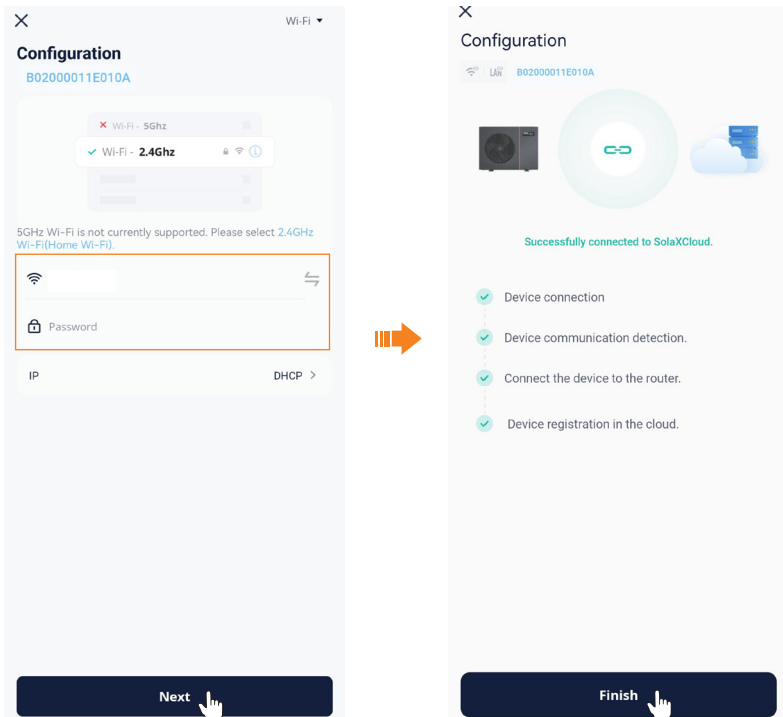 Wi-Fi
Configuration
B02000011E010A
Wi-Fi - 5Ghz
Wi-Fi - 2.4Ghz
5GHz Wi-Fi is not currently supported. Please select 2.4GHz
Wi-Fi(Home Wi-Fi).
Password
IP DHCP
Next
Configuration
LAN B02000011E010A
Successfully connected to SolaXCloud.
Device connection
Device communication detection.
Connect the device to the router.
Device registration in the cloud.
Finish